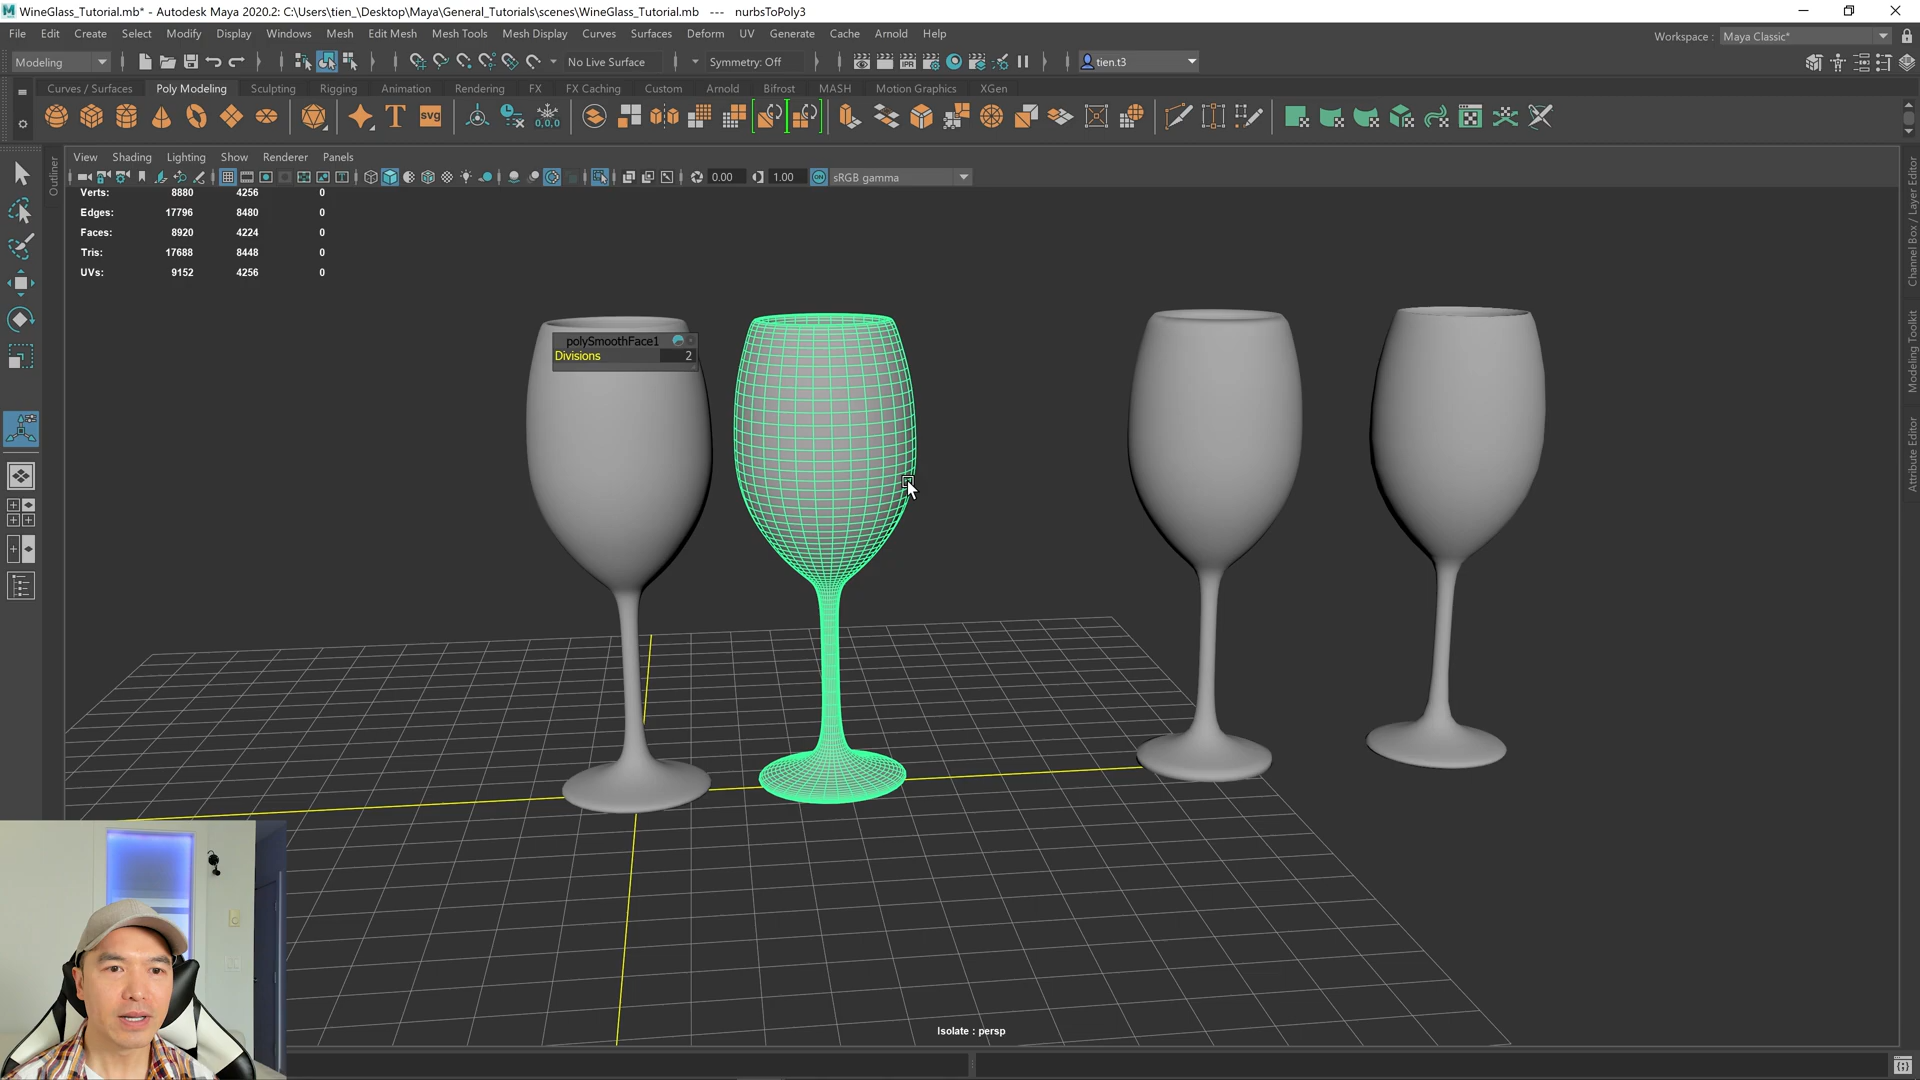 WineGlass_Tutorial.mb* - Autodesk Maya 2020.2: C:\Users\tien_\Desktop\Maya\General_Tutorials\scenes\WineGlass_Tutorial.mb --- nurbsToPoly3
File Edit Create Select Modify Display Windows Mesh Edit Mesh Mesh Tools Mesh Display Curves Surfaces Deform UV Generate Cache Arnold Help
Workspace : Maya Classic*
Modeling No Live Surface Symmetry: Off tien.t3
Curves / Surfaces Poly Modeling Sculpting Rigging Animation Rendering FX FX Caching Custom Arnold Bifrost MASH Motion Graphics XGen
T svg 0,0,0
View Shading Lighting Show Renderer Panels
0.00 1.00 ON sRGB gamma
Outliner
Verts: 8880 4256 0
Edges: 17796 8480 0
Faces: 8920 4224 0
Tris: 17688 8448 0
UVs: 9152 4256 0
polySmoothFace1
Divisions 2
Channel Box / Layer Editor
Modeling Toolkit
Attribute Editor
Isolate : persp